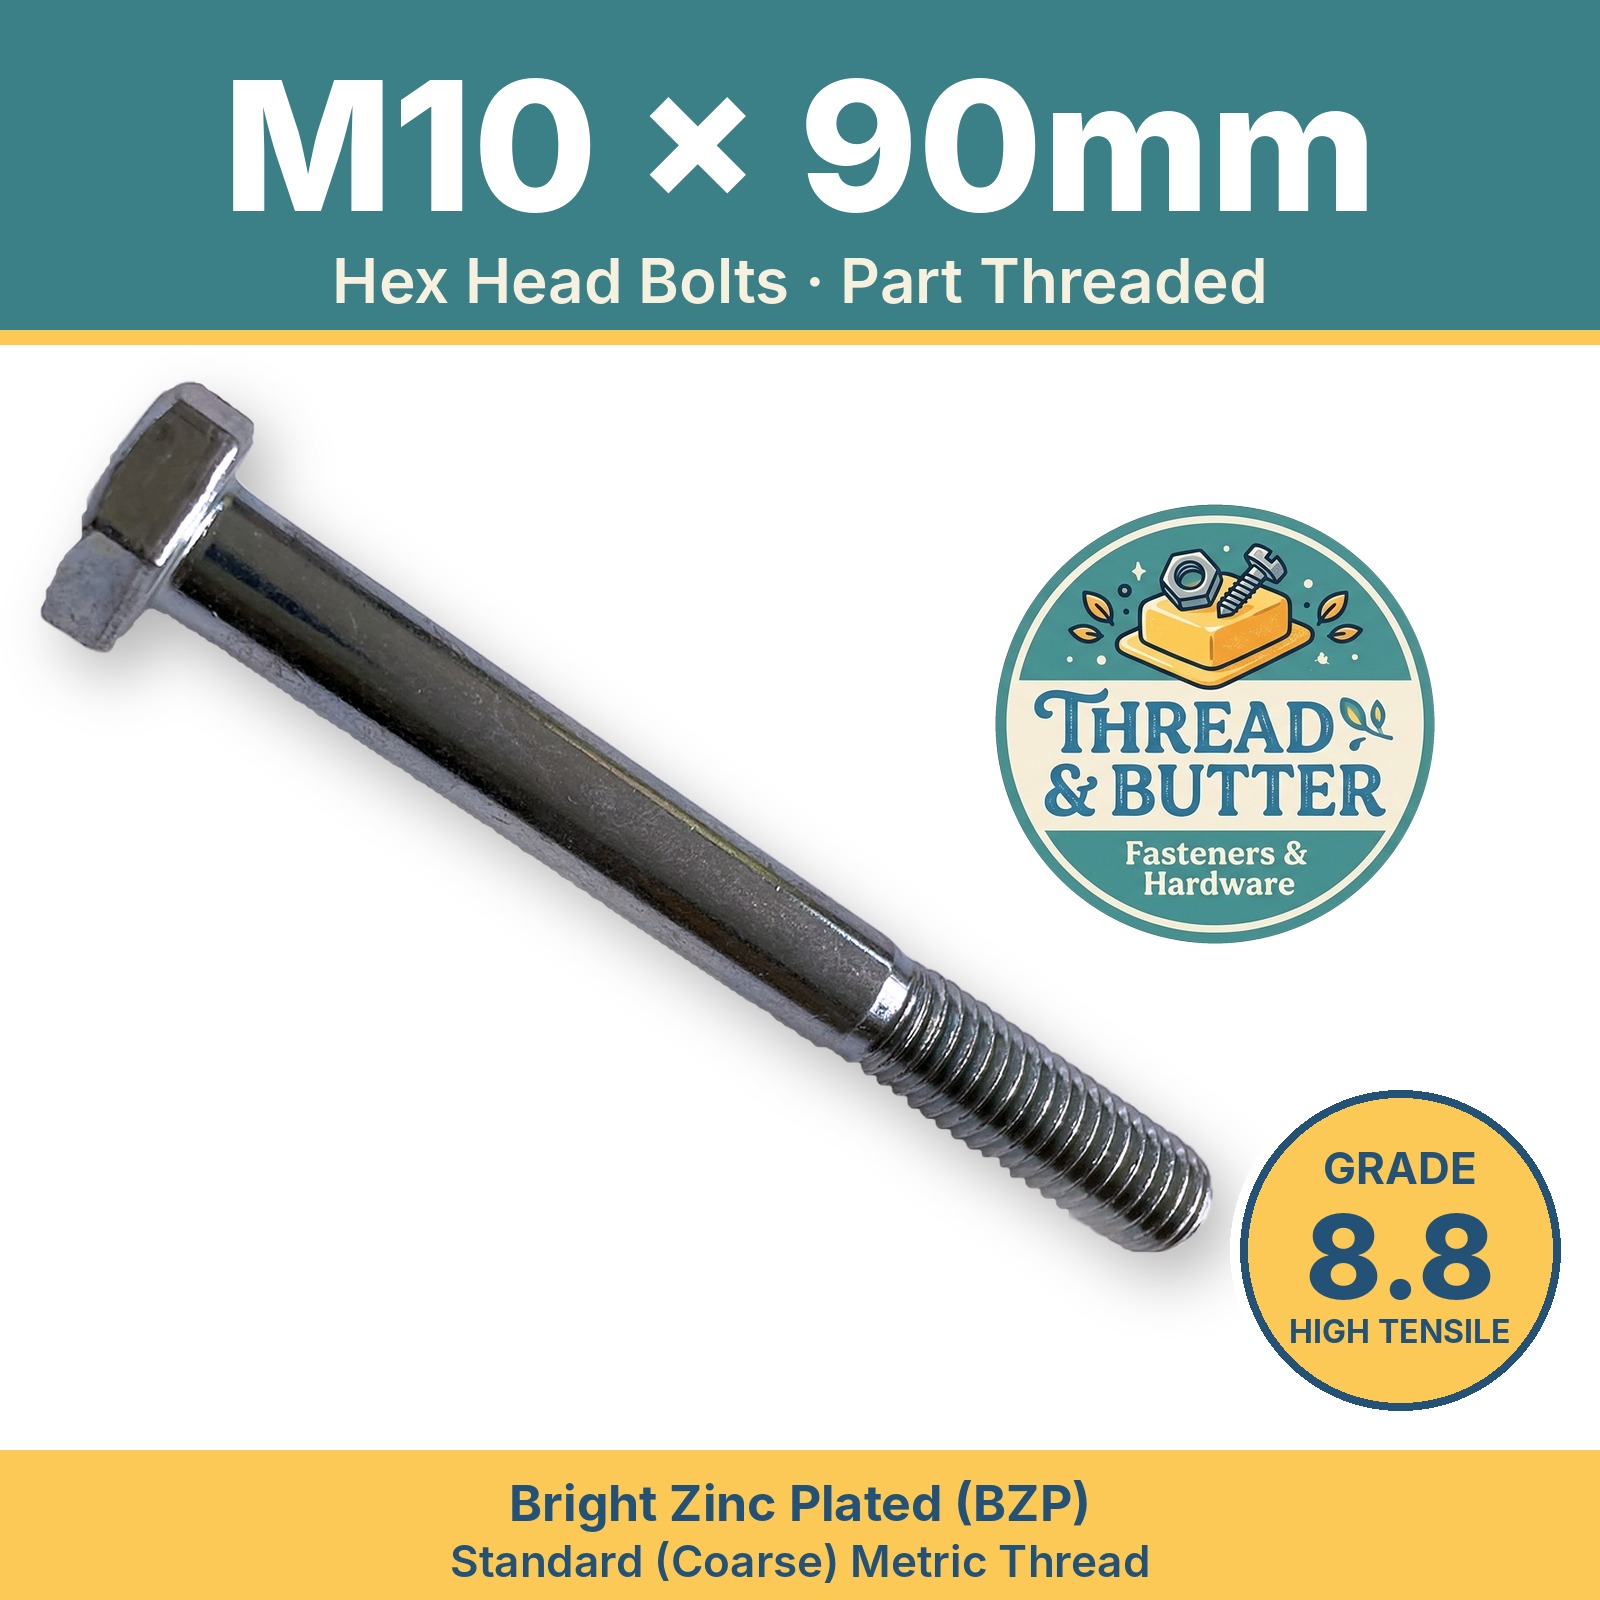 M10 × 90mm
Hex Head Bolts · Part Threaded
THREAD
& BUTTER
Fasteners &
Hardware
GRADE
8.8
HIGH TENSILE
Bright Zinc Plated (BZP)
Standard (Coarse) Metric Thread